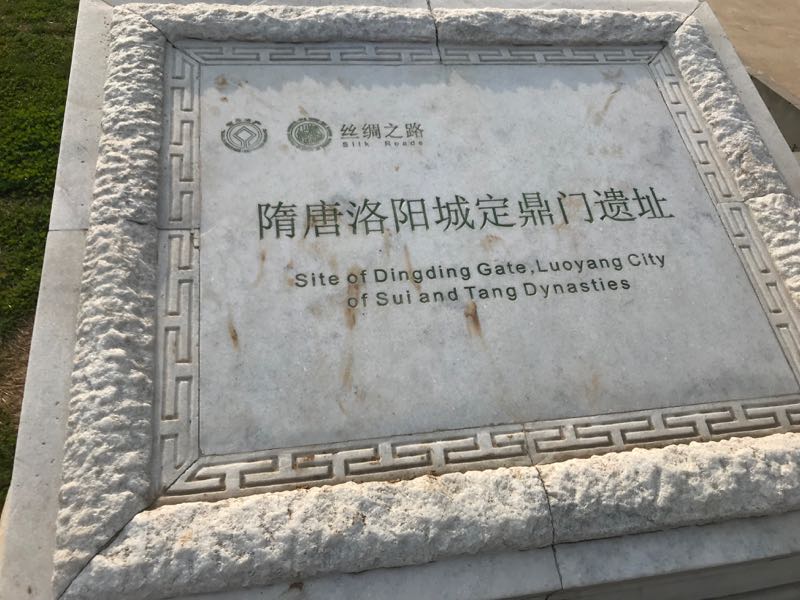 丝绸之路
Silk Roads
隋唐洛阳城定鼎门遗址
Site of Dingding Gate,Luoyang City
of Sui and Tang Dynasties